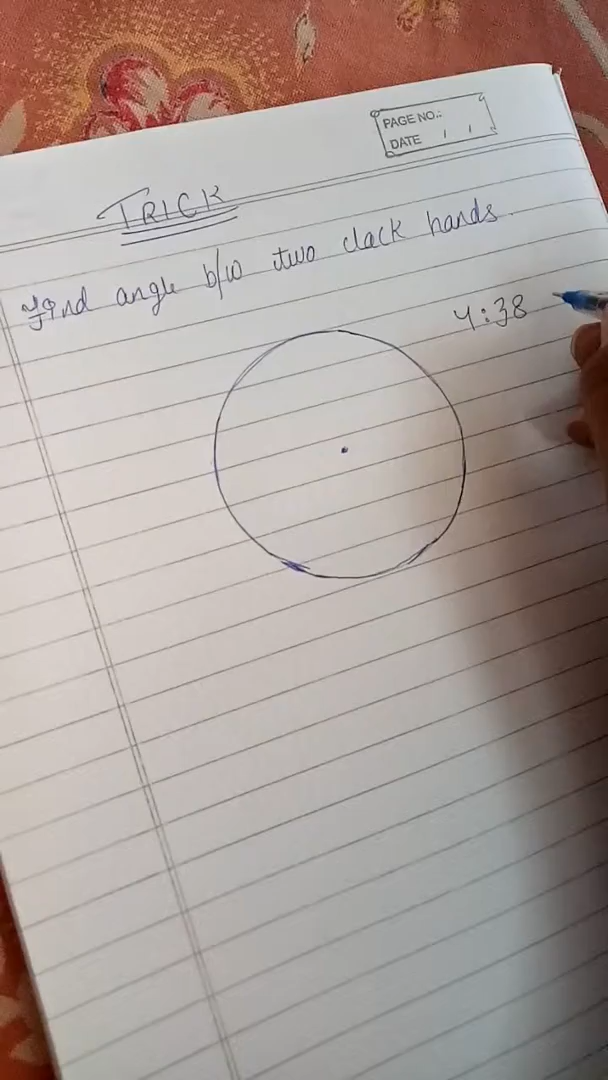 PAGE NO.:
DATE / /
TRICK
Find angle b/w two clack hands.
4:38